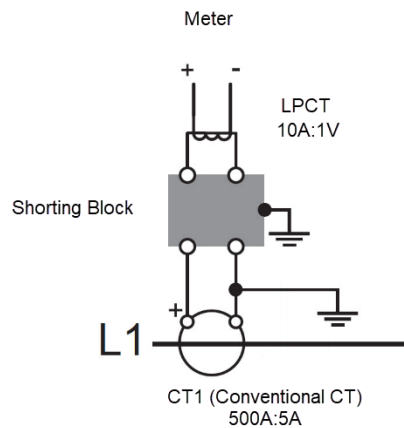 Meter
+ -
LPCT
10A:1V
Shorting Block
+
L1
CT1 (Conventional CT)
500A:5A